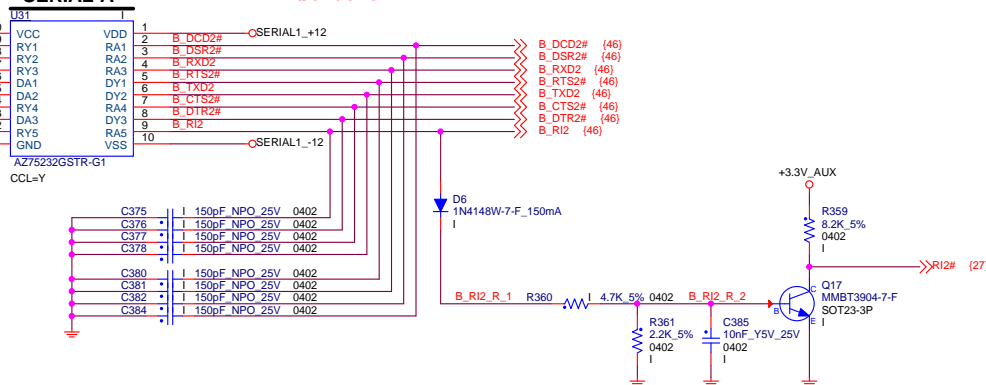 U31
I
VCC VDD 1 SERIAL1_+12
RY1 RA1 2 B_DCD2# B_DCD2# {46}
RY2 RA2 3 B_DSR2# B_DSR2# {46}
RY3 RA3 4 B_RXD2 B_RXD2 {46}
DA1 DY1 5 B_RTS2# B_RTS2# {46}
DA2 DY2 6 B_TXD2 B_TXD2 {46}
RY4 RA4 7 B_CTS2# B_CTS2# {46}
DA3 DY3 8 B_DTR2# B_DTR2# {46}
RY5 RA5 9 B_RI2 B_RI2 {46}
GND VSS 10 SERIAL1_-12
AZ75232GSTR-G1
CCL=Y
+3.3V_AUX
D6
1N4148W-7-F_150mA
I
R359
8.2K_5%
0402
I
C375 I 150pF_NPO_25V 0402
C376 I 150pF_NPO_25V 0402
C377 I 150pF_NPO_25V 0402
C378 I 150pF_NPO_25V 0402
C380 I 150pF_NPO_25V 0402
C381 I 150pF_NPO_25V 0402
C382 I 150pF_NPO_25V 0402
C384 I 150pF_NPO_25V 0402
RI2# {27}
B_RI2_R_1 R360 I 4.7K_5% 0402 B_RI2_R_2
C
B
E
Q17
MMBT3904-7-F
SOT23-3P
I
R361
2.2K_5%
0402
I
C385
10nF_Y5V_25V
0402
I